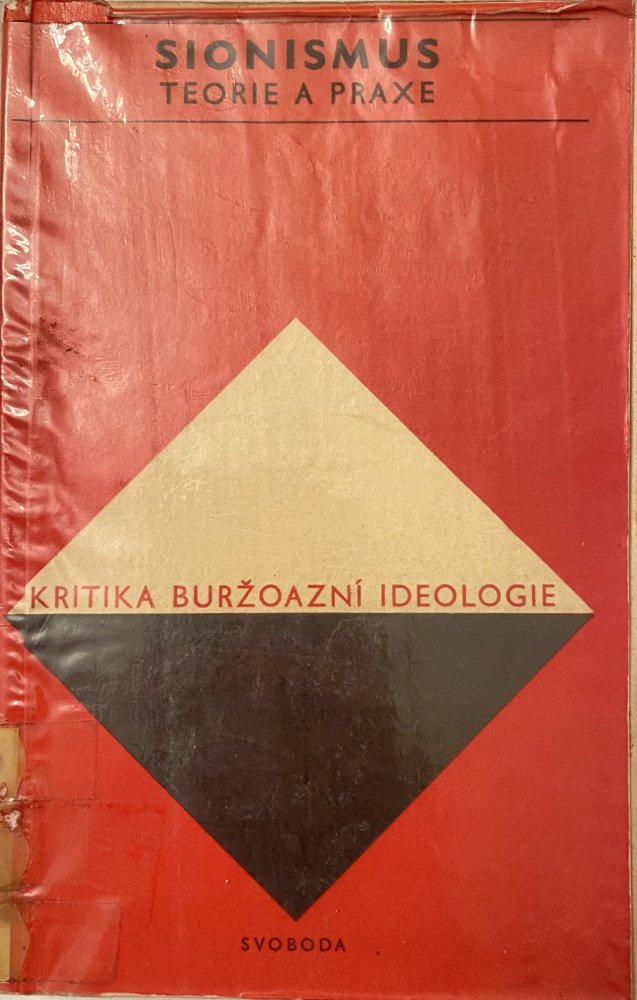 SIONISMUS
TEORIE A PRAXE
KRITIKA BURŽOAZNÍ IDEOLOGIE
SVOBODA